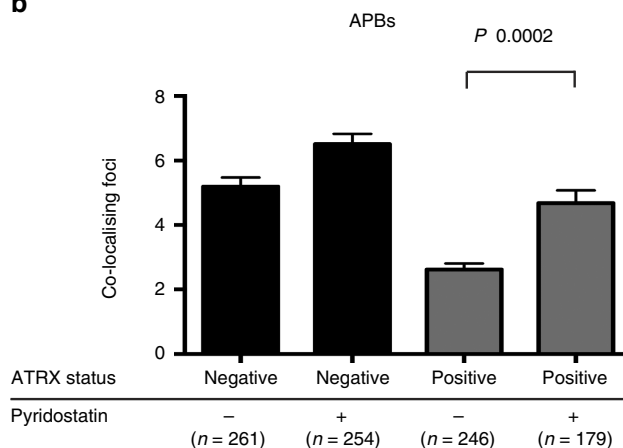 b
APBs
P 0.0002
Co-localising foci
8
6
4
2
0
ATRX status Negative Negative Positive Positive
Pyridostatin – + – +
(n = 261) (n = 254) (n = 246) (n = 179)